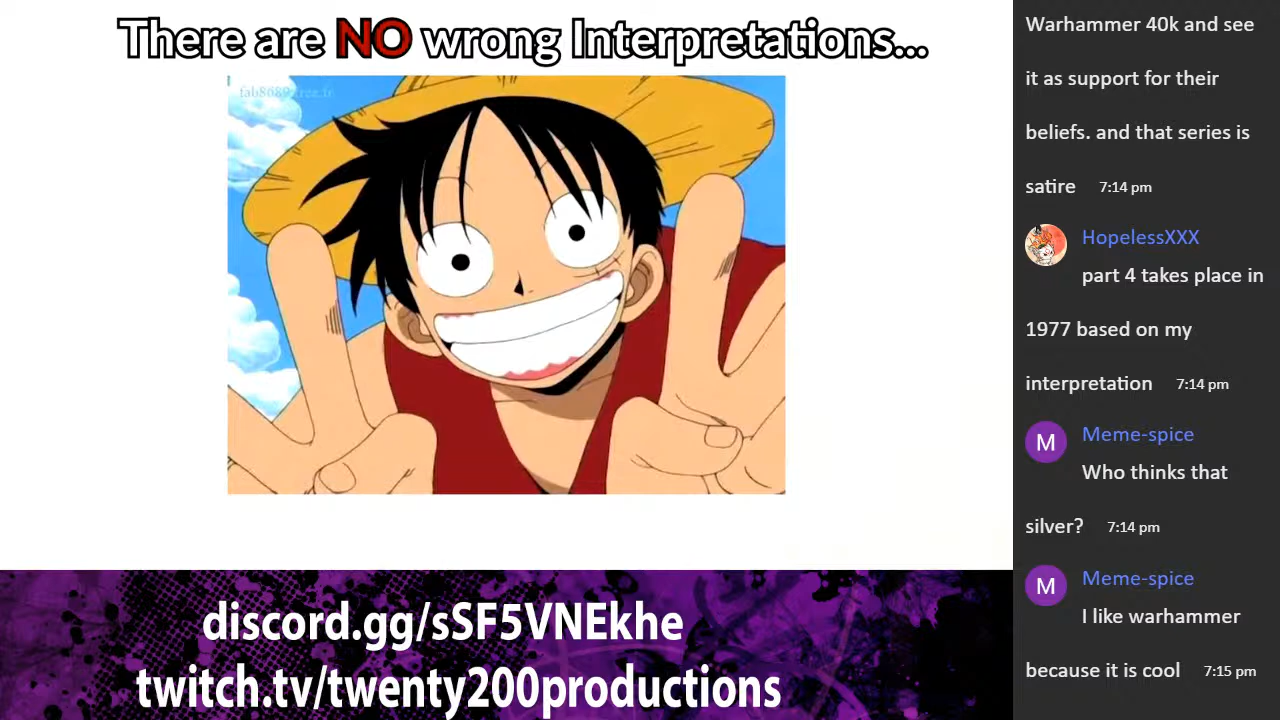 There are NO wrong Interpretations...
fab8689.free.fr
discord.gg/sSF5VNEkhe
twitch.tv/twenty200productions
Warhammer 40k and see
it as support for their
beliefs. and that series is
satire 7:14 pm
HopelessXXX
part 4 takes place in
1977 based on my
interpretation 7:14 pm
M
Meme-spice
Who thinks that
silver? 7:14 pm
M
Meme-spice
I like warhammer
because it is cool 7:15 pm